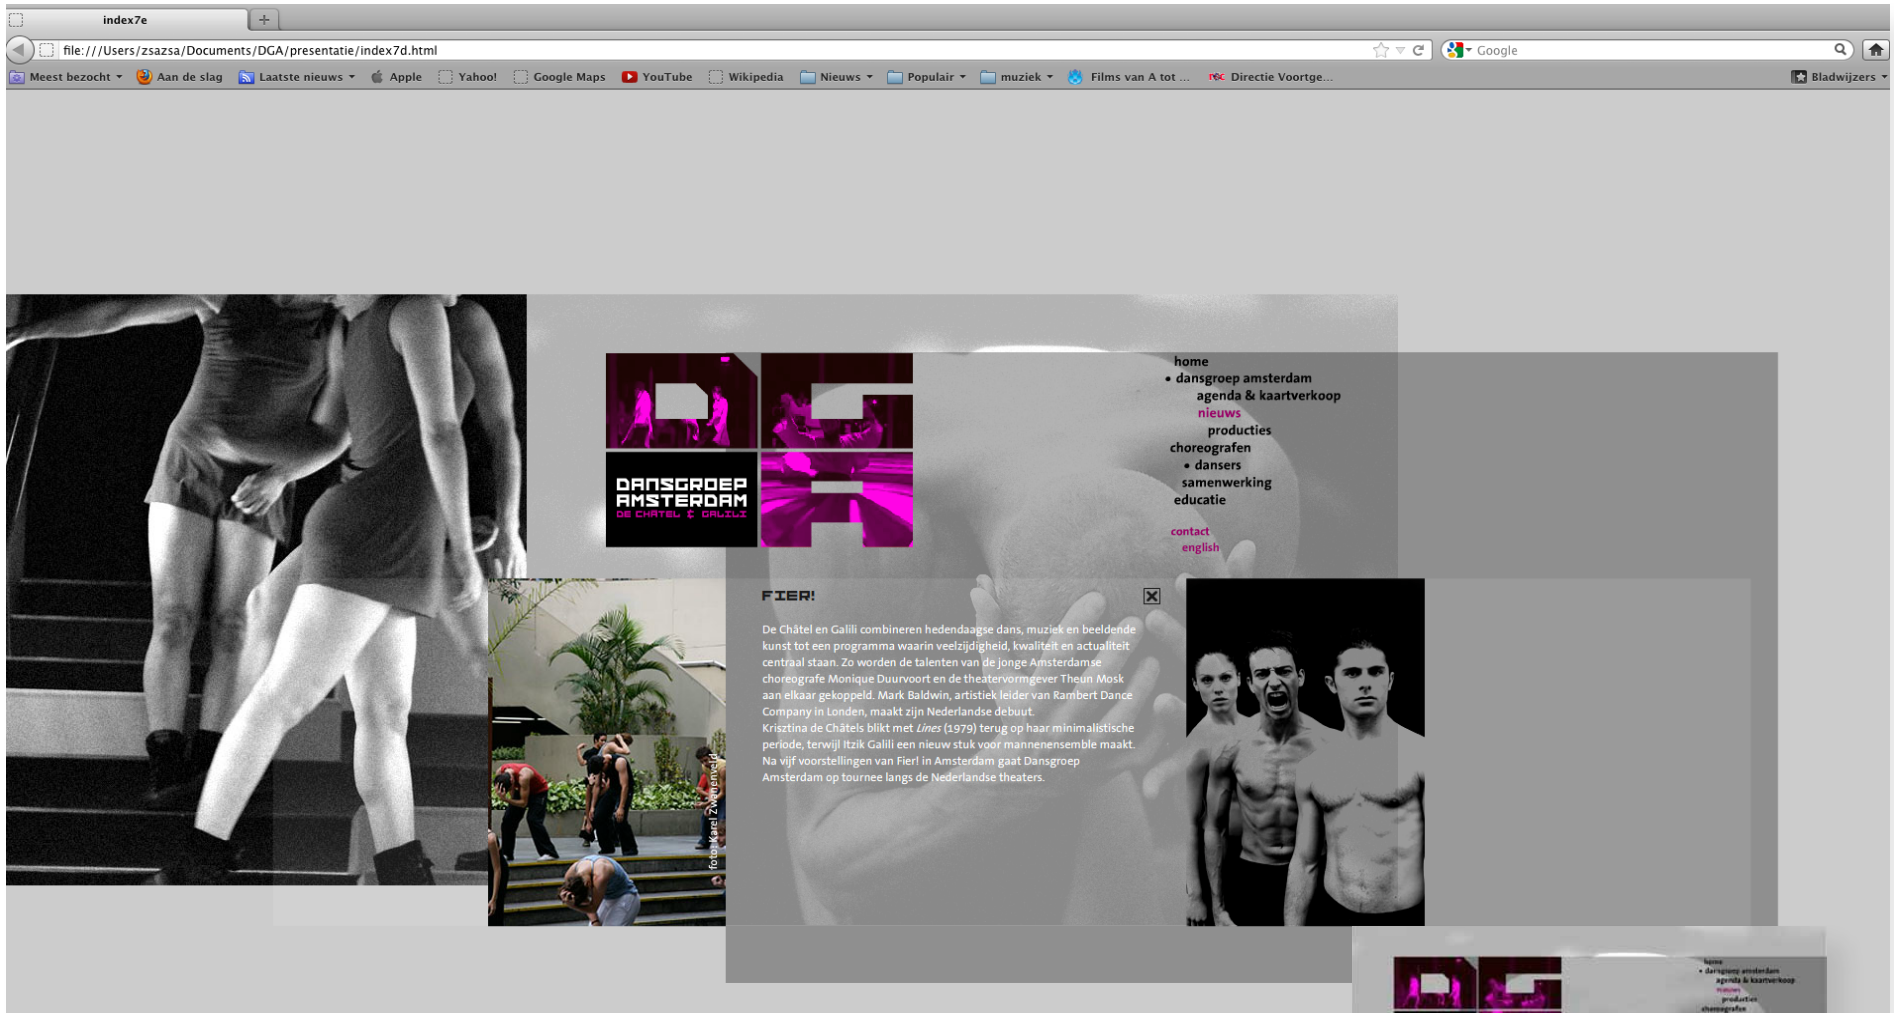 index7e
file:///Users/zsazsa/Documents/DGA/presentatie/index7d.html
Google
Meest bezocht
Aan de slag
Laatste nieuws
Apple
Yahoo!
Google Maps
YouTube
Wikipedia
Nieuws
Populair
muziek
Films van A tot ...
Directie Voortge...
Bladwijzers
DGA
DANSGROEP
AMSTERDAM
DE CHÂTEL & GALILI
home
• dansgroep amsterdam
agenda & kaartverkoop
nieuws
producties
choreografen
• dansers
samenwerking
educatie
contact
english
FIER!
De Châtel en Galili combineren hedendaagse dans, muziek en beeldende
kunst tot een programma waarin veelzijdigheid, kwaliteit en actualiteit
centraal staan. Zo worden de talenten van de jonge Amsterdamse
choreografe Monique Duurvoort en de theatervormgever Theun Mosk
aan elkaar gekoppeld. Mark Baldwin, artistiek leider van Rambert Dance
Company in Londen, maakt zijn Nederlandse debuut.
Krisztina de Châtels blikt met Lines (1979) terug op haar minimalistische
periode, terwijl Itzik Galili een nieuw stuk voor mannenensemble maakt.
Na vijf voorstellingen van Fier! in Amsterdam gaat Dansgroep
Amsterdam op tournee langs de Nederlandse theaters.
foto: Karel Zwaneveld
DG
home
• dansgroep amsterdam
agenda & kaartverkoop
nieuws
producties
choreografen